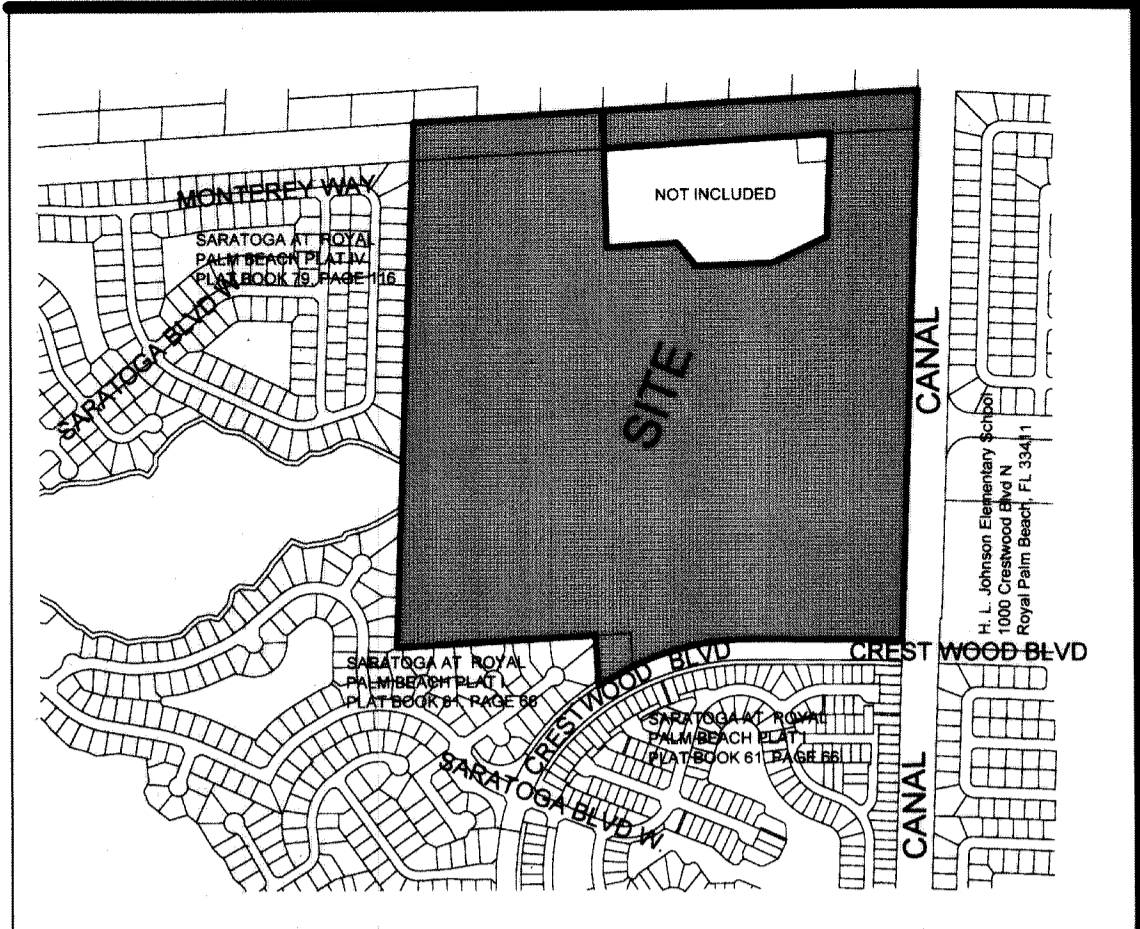 NOT INCLUDED
MONTEREY WAY
SARATOGA AT ROYAL
PALM BEACH PLAT IV
PLAT BOOK 79, PAGE 116
SARATOGA BLVD W.
SITE
CANAL
H. L. Johnson Elementary School
1000 Crestwood Blvd N
Royal Palm Beach, FL 33411
CREST WOOD BLVD
SARATOGA AT ROYAL
PALM BEACH PLAT I
PLAT BOOK 61, PAGE 66
CRESTWOOD BLVD
SARATOGA AT ROYAL
PALM BEACH PLAT I
PLAT BOOK 61, PAGE 66
SARATOGA BLVD W.
CANAL